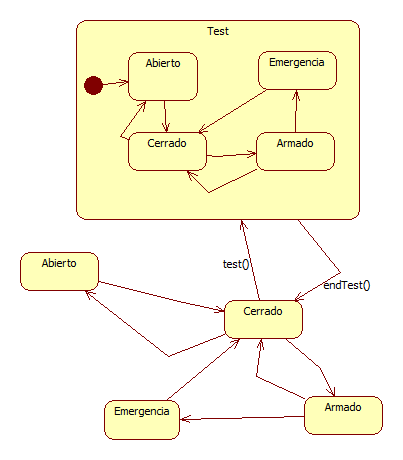 Test
Abierto
Emergencia
Cerrado
Armado
test()
endTest()
Abierto
Cerrado
Emergencia
Armado